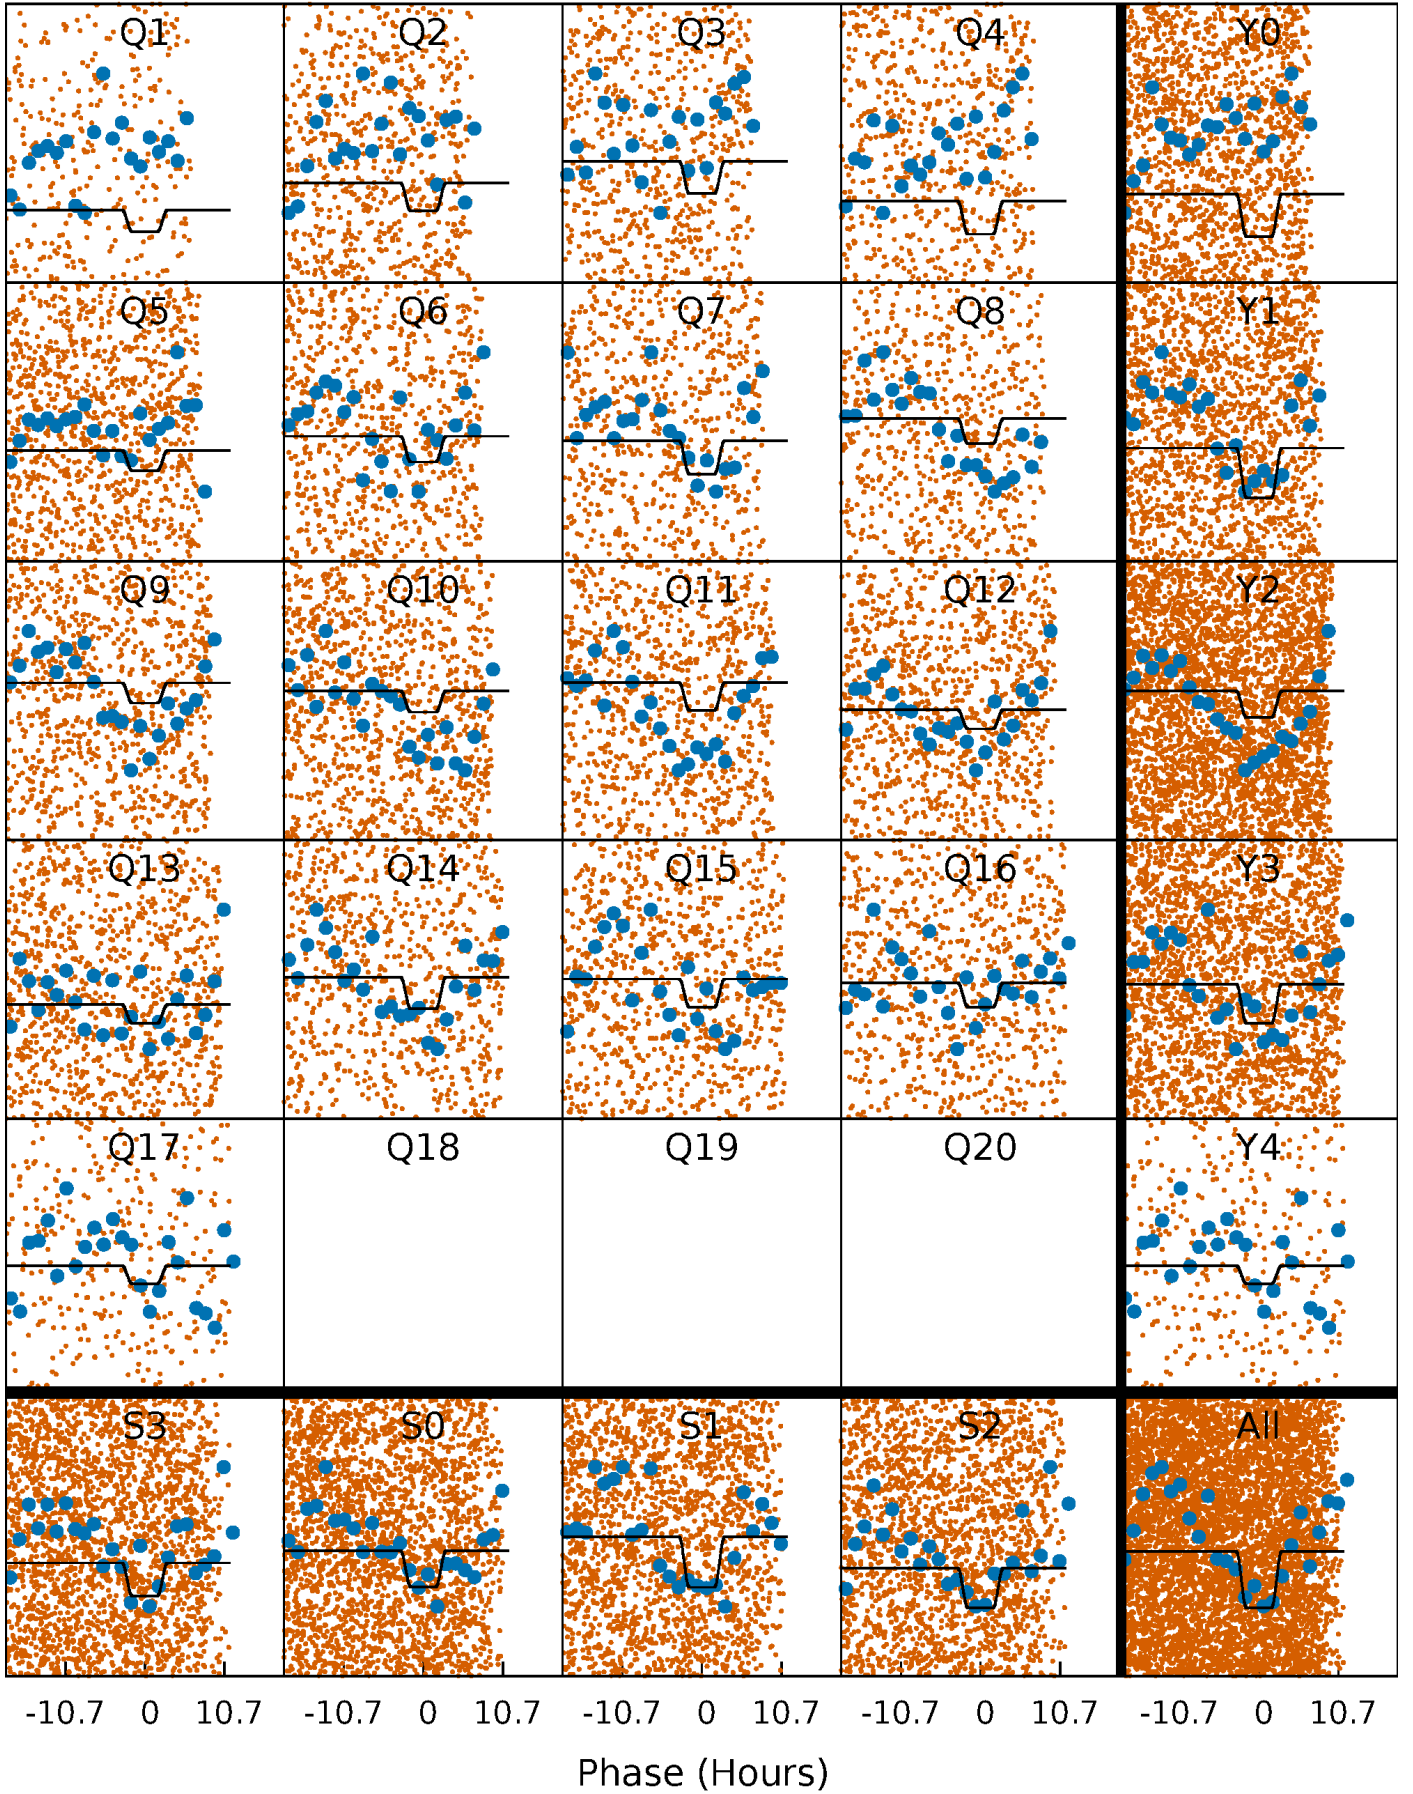 Q1 Q2 Q3 Q4 Y0
Q5 Q6 Q7 Q8 Y1
Q9 Q10 Q11 Q12 Y2
Q13 Q14 Q15 Q16 Y3
Q17 Q18 Q19 Q20 Y4
S3 S0 S1 S2 All
-10.7 0 10.7 -10.7 0 10.7 -10.7 0 10.7 -10.7 0 10.7 -10.7 0 10.7
Phase (Hours)